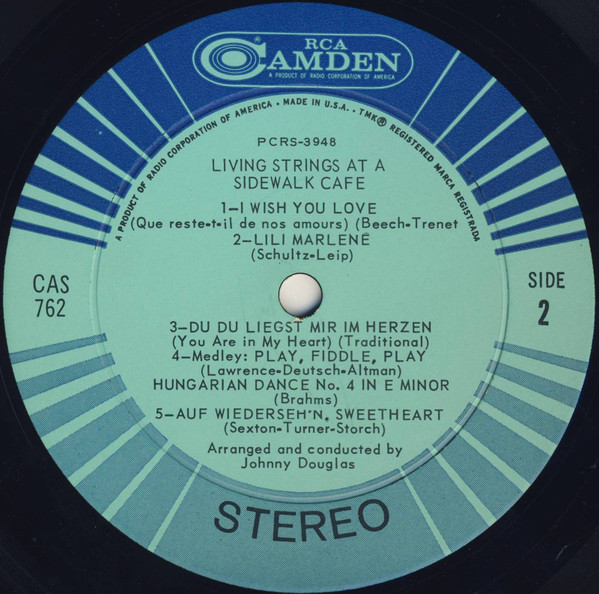 RCA
CAMDEN
A PRODUCT OF RADIO CORPORATION OF AMERICA
A PRODUCT OF RADIO CORPORATION OF AMERICA • MADE IN U.S.A. • TMK® REGISTERED MARCA REGISTRADA
PCRS-3948
LIVING STRINGS AT A
SIDEWALK CAFE
1—I WISH YOU LOVE
(Que reste-t-il de nos amours) (Beech-Trenet
2—LILI MARLENE
(Schultz-Leip)
CAS
762
SIDE
2
3—DU DU LIEGST MIR IM HERZEN
(You Are in My Heart) (Traditional)
4—Medley: PLAY, FIDDLE, PLAY
(Lawrence-Deutsch-Altman)
HUNGARIAN DANCE No. 4 IN E MINOR
(Brahms)
5—AUF WIEDERSEH'N, SWEETHEART
(Sexton-Turner-Storch)
Arranged and conducted by
Johnny Douglas
STEREO